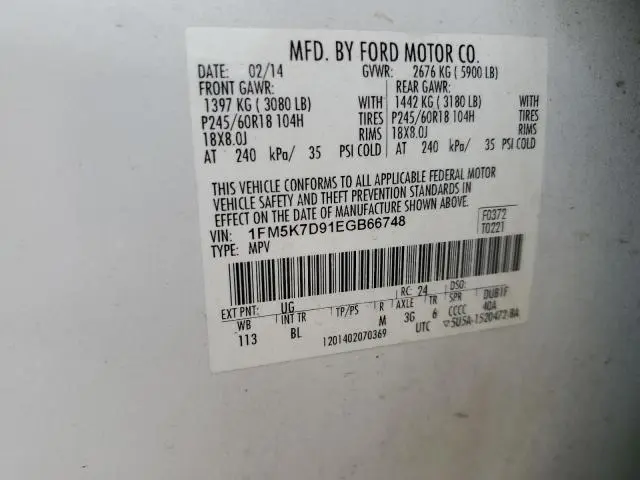 MFD. BY FORD MOTOR CO.
DATE: 02/14 GVWR: 2676 KG ( 5900 LB)
FRONT GAWR: REAR GAWR:
1397 KG ( 3080 LB) WITH 1442 KG ( 3180 LB) WITH
P245/60R18 104H TIRES P245/60R18 104H TIRES
18X8.0J RIMS 18X8.0J RIMS
AT 240 kPa/ 35 PSI COLD AT 240 kPa/ 35 PSI COLD
THIS VEHICLE CONFORMS TO ALL APPLICABLE FEDERAL MOTOR
VEHICLE SAFETY AND THEFT PREVENTION STANDARDS IN
EFFECT ON THE DATE OF MANUFACTURE SHOWN ABOVE.
VIN: 1FM5K7D91EGB66748 F0372
TYPE: MPV T0221
EXT PNT: UG RC: 24 DSO:
WB INT TR TP/PS R AXLE TR SPR DUB1F
113 BL M 3G 6 CCCC 40A
1201402070369 UTC ▽5U5A-1520472-BA